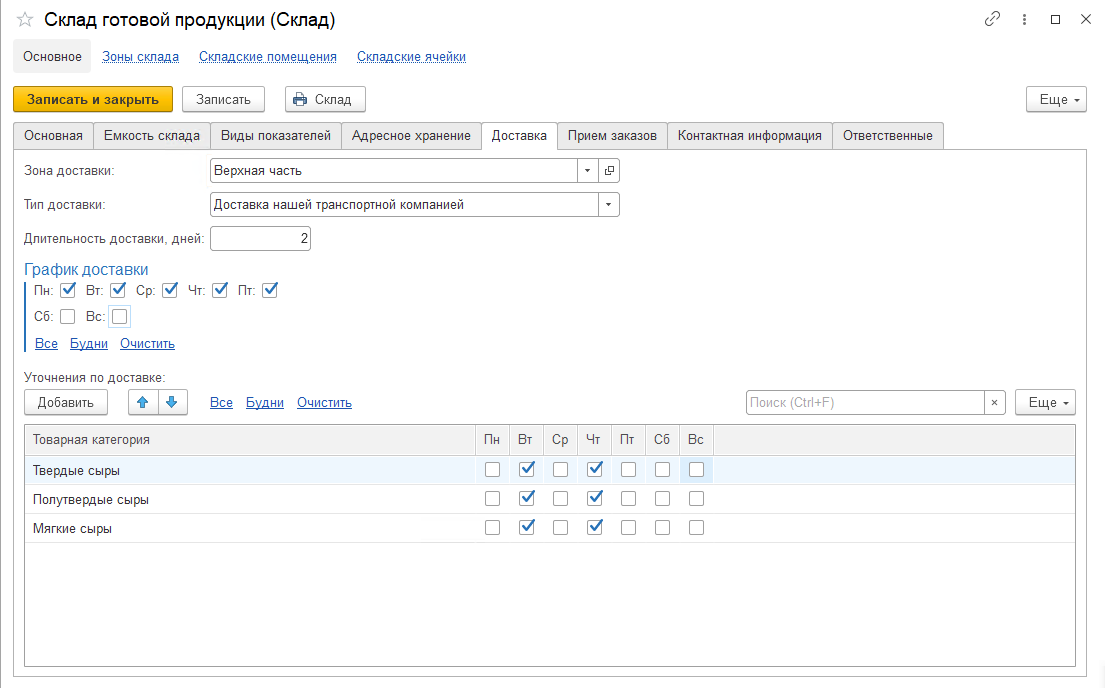 Склад готовой продукции (Склад)
Основное Зоны склада Складские помещения Складские ячейки
Записать и закрыть Записать Склад Еще
Основная Емкость склада Виды показателей Адресное хранение Доставка Прием заказов Контактная информация Ответственные
Зона доставки: Верхная часть
Тип доставки: Доставка нашей транспортной компанией
Длительность доставки, дней: 2
График доставки
Пн: Вт: Ср: Чт: Пт:
Сб: Вс:
Все Будни Очистить
Уточнения по доставке:
Добавить Все Будни Очистить Поиск (Ctrl+F) × Еще
Товарная категория Пн Вт Ср Чт Пт Сб Вс
Твердые сыры
Полутвердые сыры
Мягкие сыры